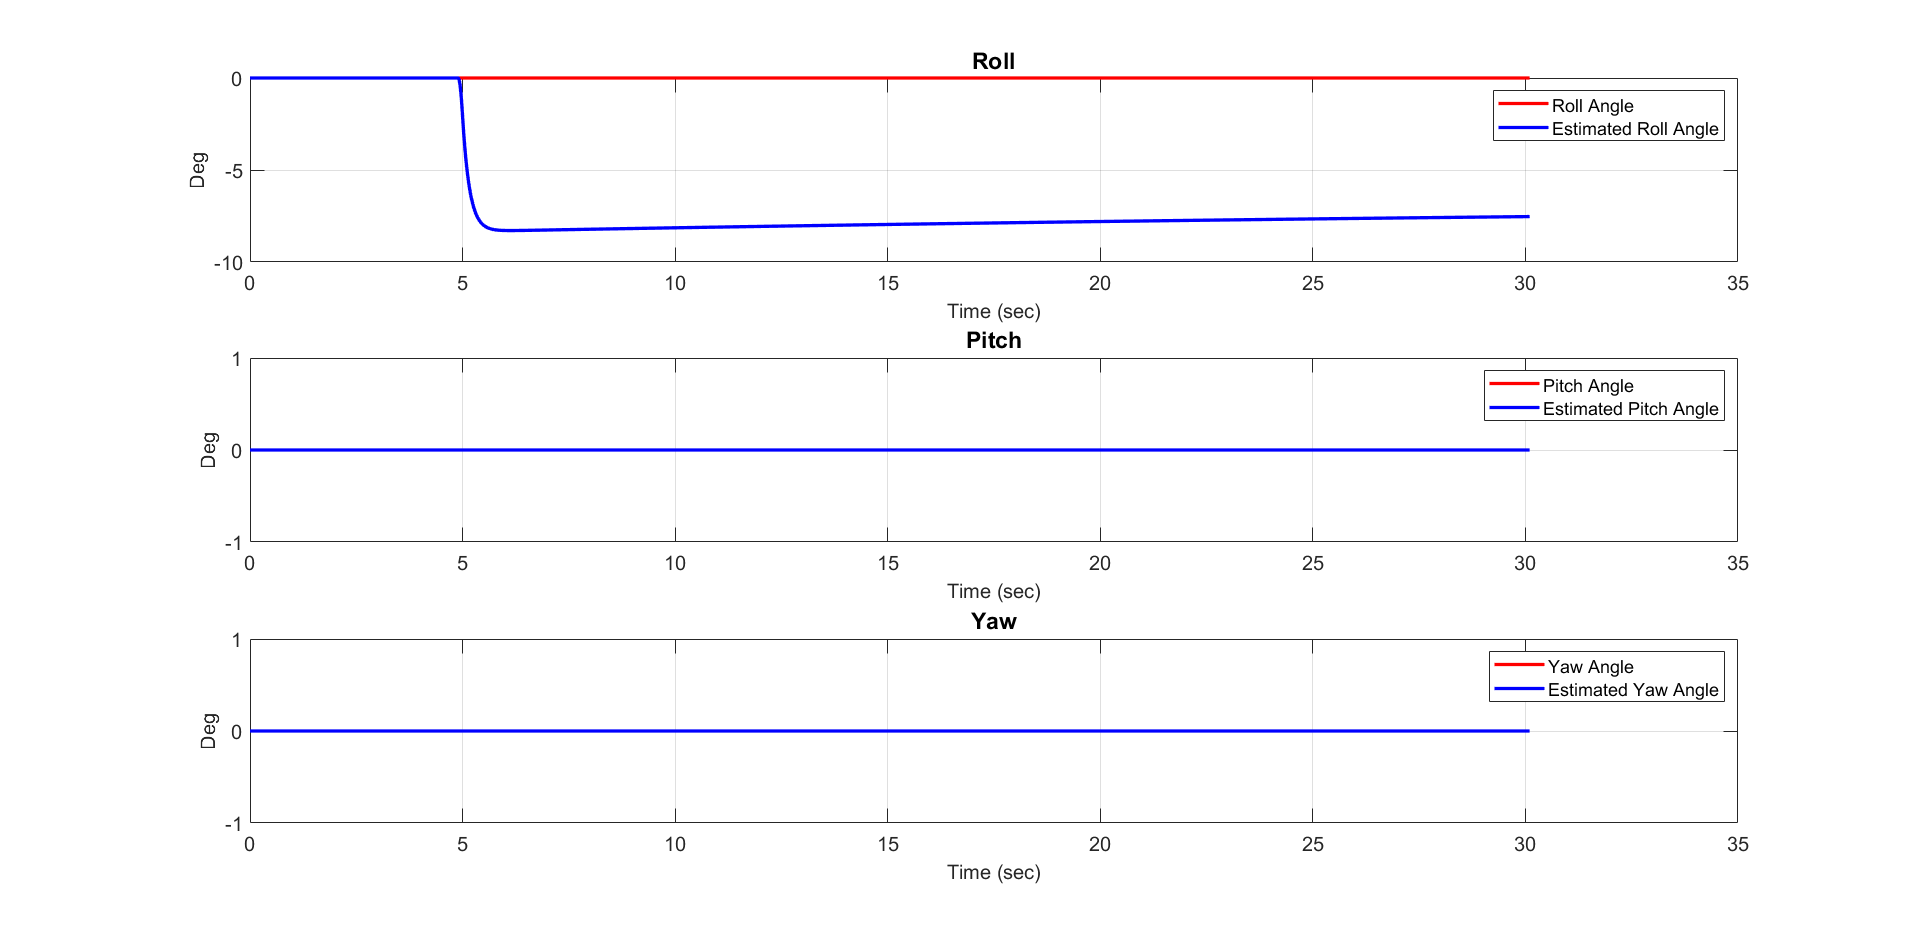 Roll
0
-5
-10
Deg
Roll Angle
Estimated Roll Angle
0 5 10 15 20 25 30 35
Time (sec)
Pitch
1
0
-1
Deg
Pitch Angle
Estimated Pitch Angle
0 5 10 15 20 25 30 35
Time (sec)
Yaw
1
0
-1
Deg
Yaw Angle
Estimated Yaw Angle
0 5 10 15 20 25 30 35
Time (sec)